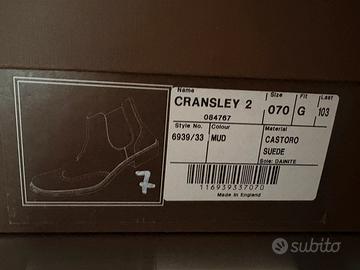 Name Size Fit Last
CRANSLEY 2 070 G 103
084767
Style No. Colour Material
6939/33 MUD CASTORO
SUEDE
Sole: DAINITE
116939337070
Made in England
7
subito